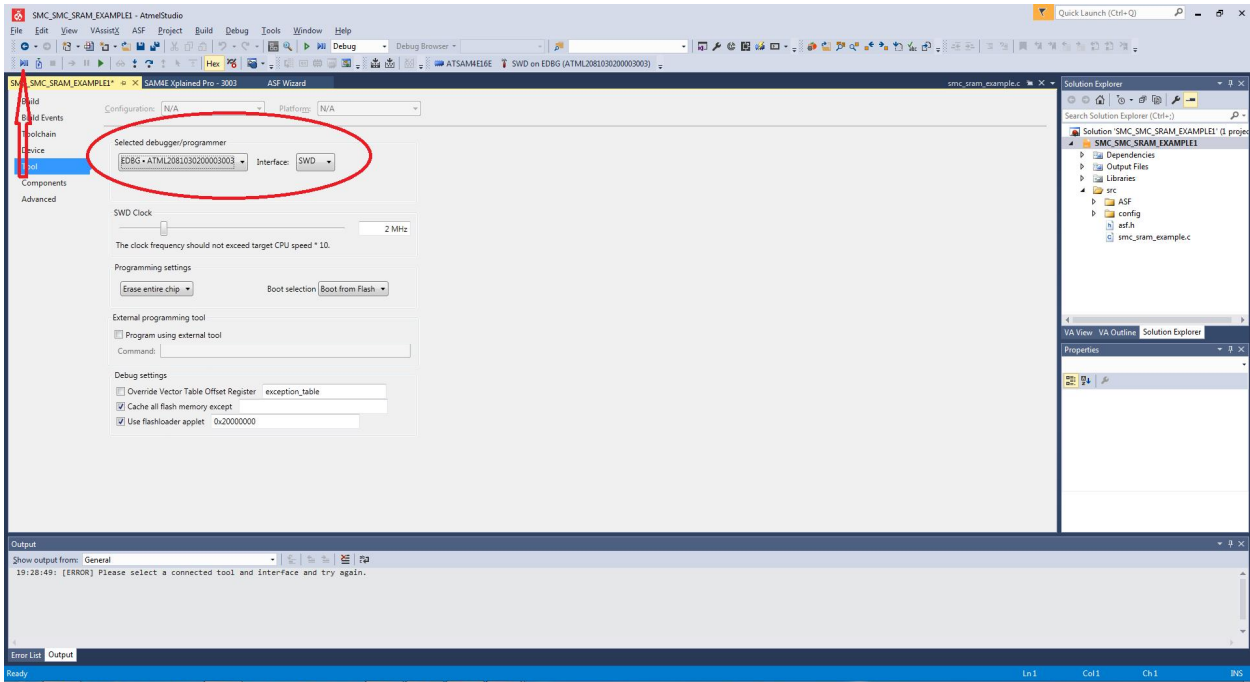 SMC_SMC_SRAM_EXAMPLE1 - AtmelStudio
Quick Launch (Ctrl+Q)
File Edit View VAssistX ASF Project Build Debug Tools Window Help
Debug Debug Browser
Hex ATSAM4E16E SWD on EDBG (ATML2081030200003003)
SMC_SMC_SRAM_EXAMPLE1* SAM4E Xplained Pro - 3003 ASF Wizard smc_sram_example.c
Build
Build Events
Toolchain
Device
Tool
Components
Advanced
Configuration: N/A Platform: N/A
Selected debugger/programmer
EDBG • ATML2081030200003003 Interface: SWD
SWD Clock
2 MHz
The clock frequency should not exceed target CPU speed * 10.
Programming settings
Erase entire chip Boot selection Boot from Flash
External programming tool
Program using external tool
Command:
Debug settings
Override Vector Table Offset Register exception_table
Cache all flash memory except
Use flashloader applet 0x20000000
Solution Explorer
Search Solution Explorer (Ctrl+;)
Solution 'SMC_SMC_SRAM_EXAMPLE1' (1 projec
SMC_SMC_SRAM_EXAMPLE1
Dependencies
Output Files
Libraries
src
ASF
config
asf.h
smc_sram_example.c
VA View VA Outline Solution Explorer
Properties
Output
Show output from: General
19:28:49: [ERROR] Please select a connected tool and interface and try again.
Error List Output
Ready Ln 1 Col 1 Ch 1 INS